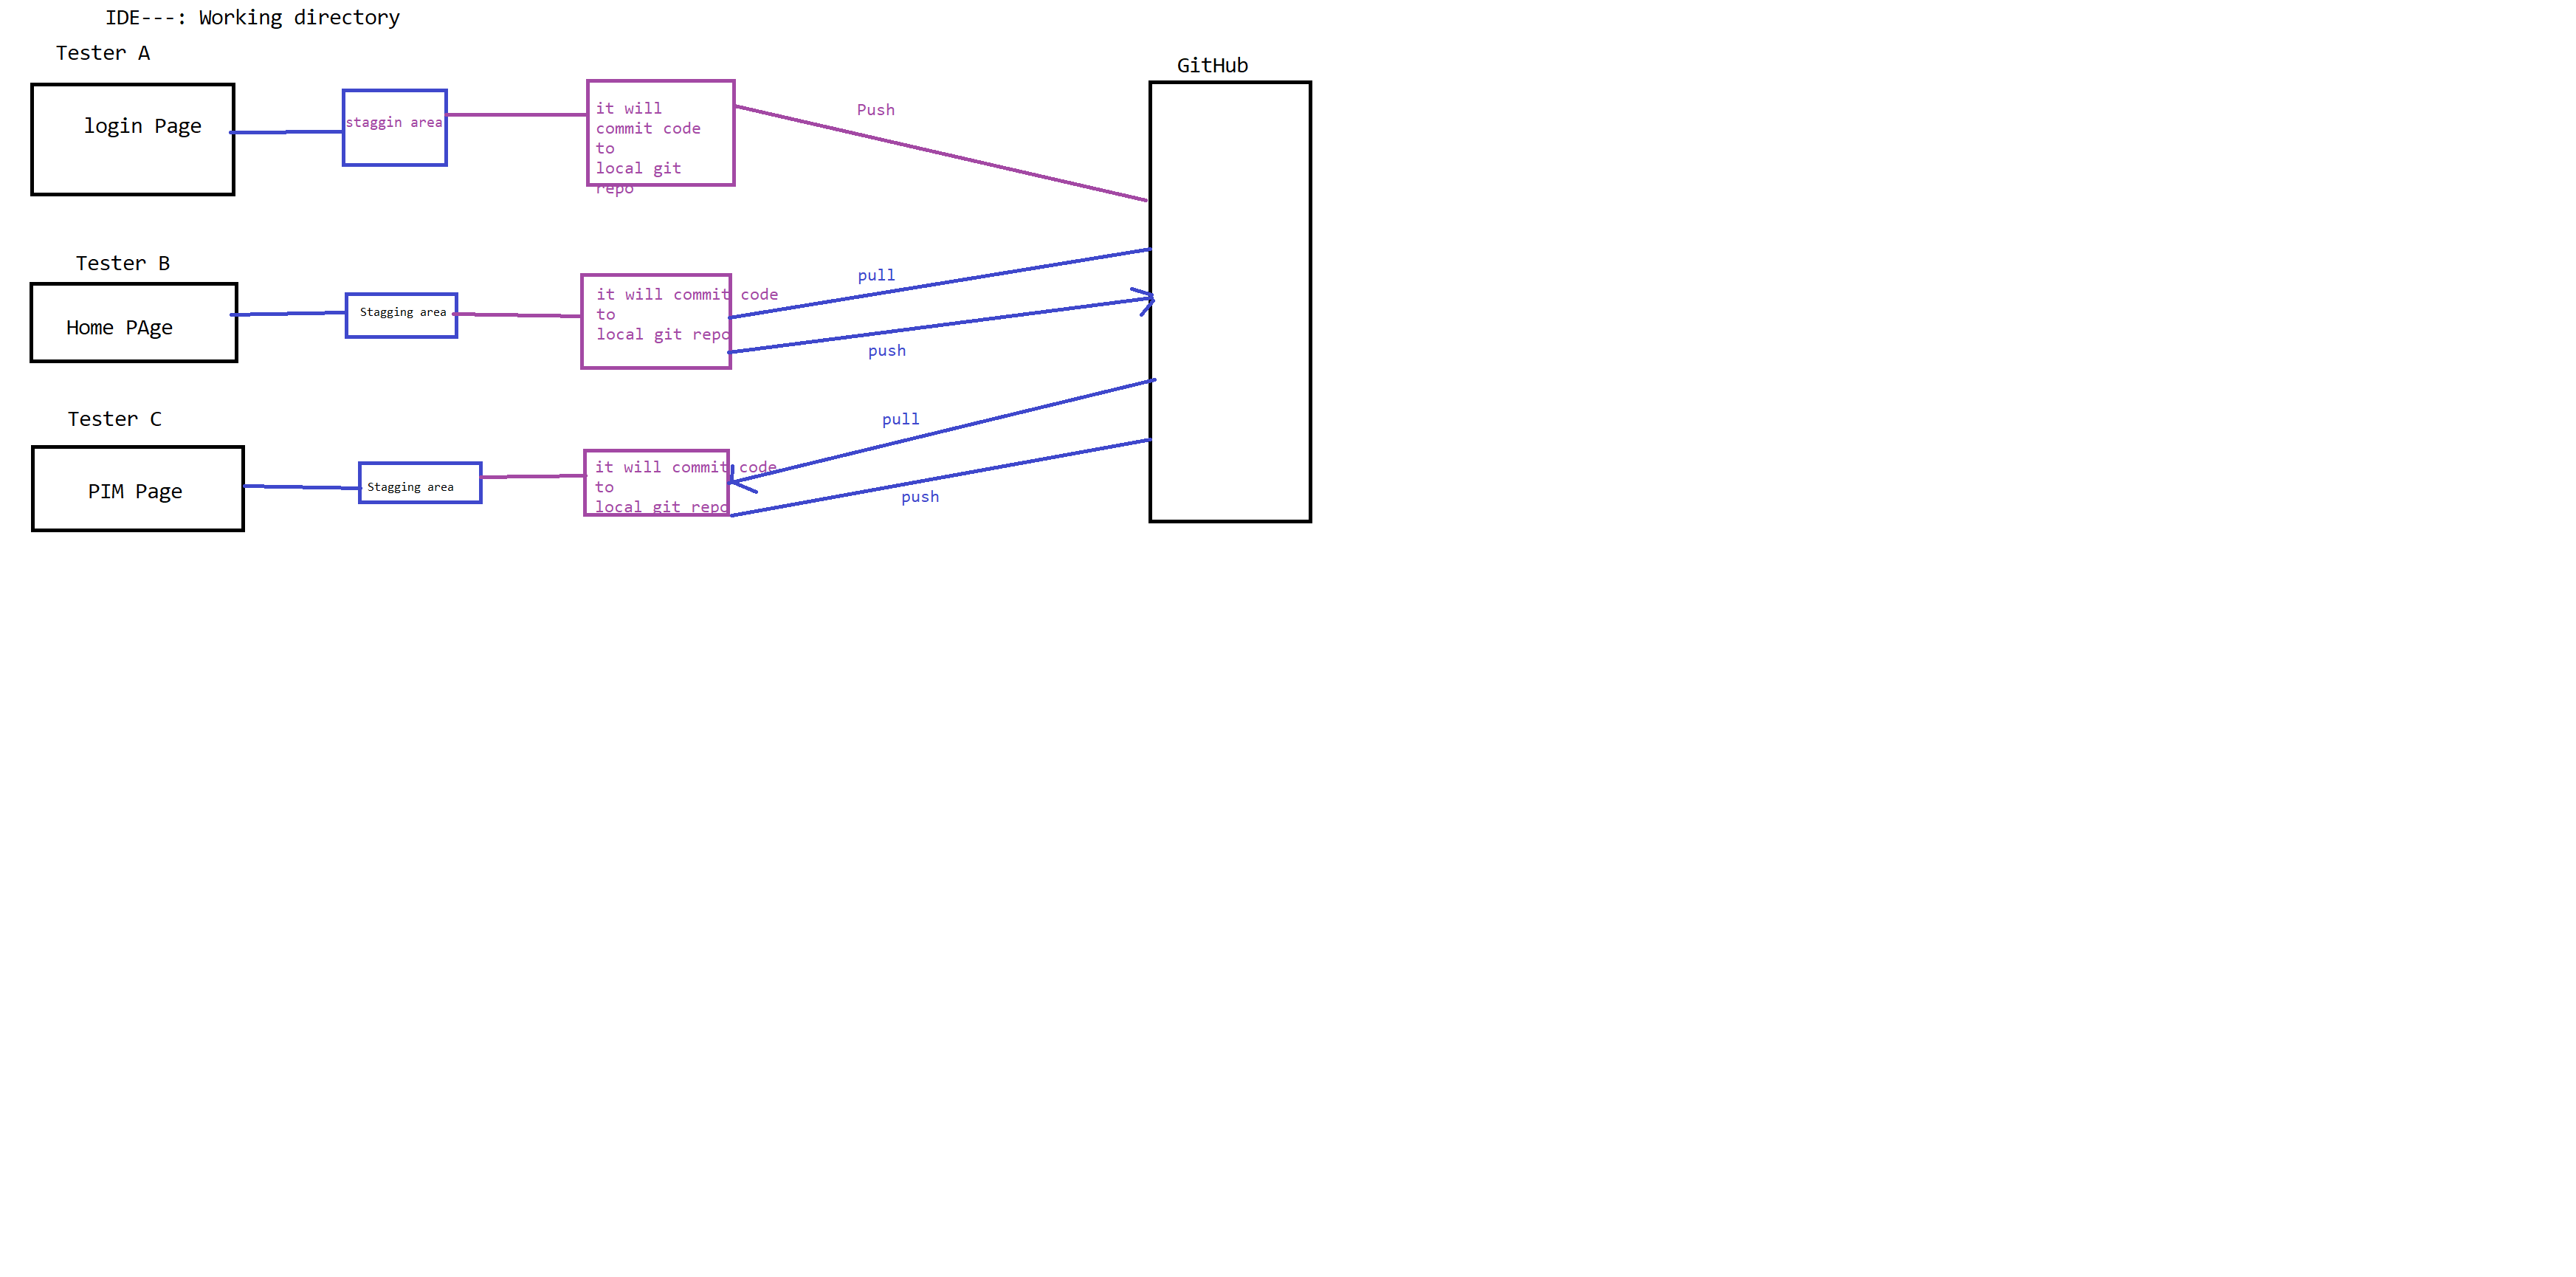 IDE---: Working directory
Tester A
GitHub
login Page
staggin area
it will
commit code
to
local git
repo
Push
Tester B
Home PAge
Stagging area
it will commit code
to
local git repo
pull
push
Tester C
PIM Page
Stagging area
it will commit code
to
local git repo
pull
push